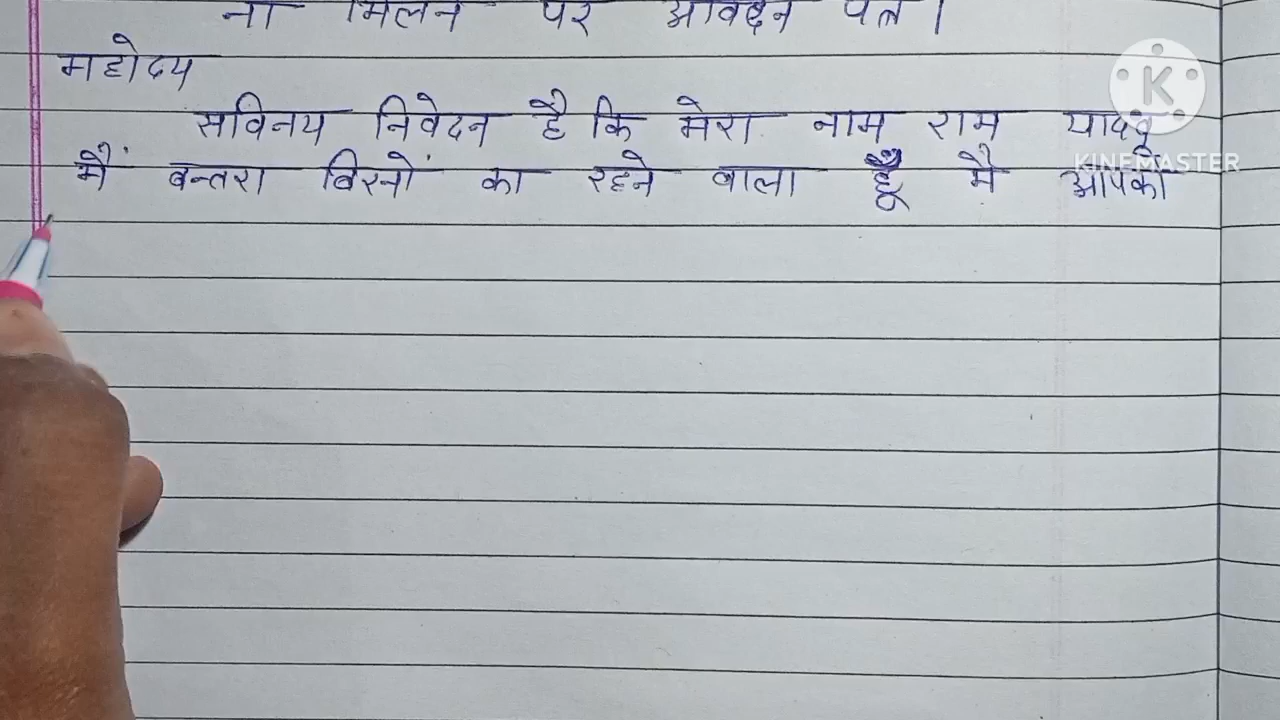 ना मिलने पर आवेदन पत्र।
महोदय
सविनय निवेदन है कि मेरा नाम राम यादव
KINEMASTER
मैं बन्तरा बिरनों का रहने वाला हूँ मै आपको